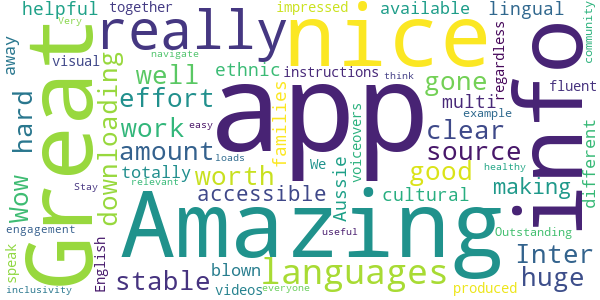 helpful
together
impressed
available
lingual
Great
really
nice
info
away
visual
well
ethnic
instructions
regardless
community
hard
downloading
effort
app
gone
multi
fluent
think
navigate
Very
work
easy
families
voiceovers
clear
example
Wow
amount
loads
source
different
totally
worth
We
Aussie
good
healthy
relevant
accessible
cultural
making
Stay
Amazing
speak
engagement
English
useful
Outstanding
Inter
stable
blown
languages
huge
inclusivity
videos
everyone
produced